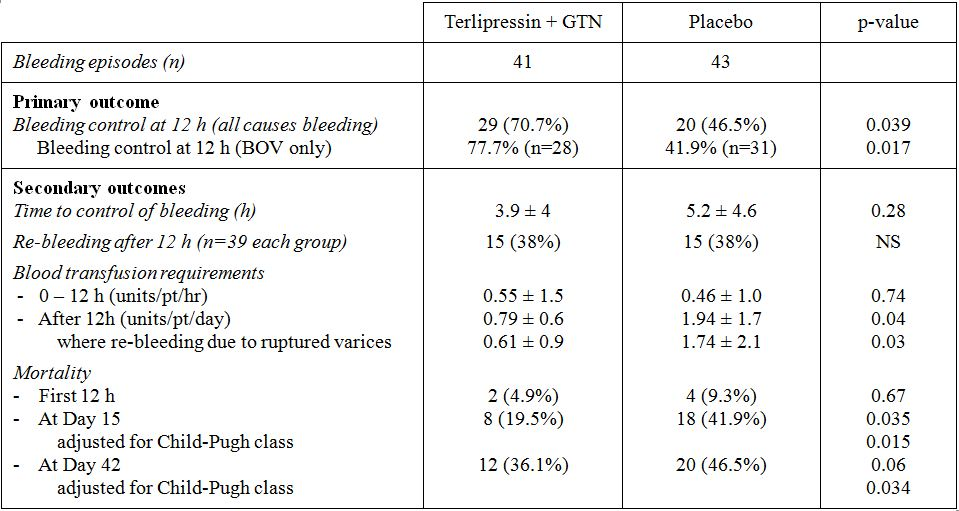 Terlipressin + GTN Placebo p-value
Bleeding episodes (n) 41 43
Primary outcome
Bleeding control at 12 h (all causes bleeding) 29 (70.7%) 20 (46.5%) 0.039
Bleeding control at 12 h (BOV only) 77.7% (n=28) 41.9% (n=31) 0.017
Secondary outcomes
Time to control of bleeding (h) 3.9 ± 4 5.2 ± 4.6 0.28
Re-bleeding after 12 h (n=39 each group) 15 (38%) 15 (38%) NS
Blood transfusion requirements
- 0 – 12 h (units/pt/hr) 0.55 ± 1.5 0.46 ± 1.0 0.74
- After 12h (units/pt/day) 0.79 ± 0.6 1.94 ± 1.7 0.04
where re-bleeding due to ruptured varices 0.61 ± 0.9 1.74 ± 2.1 0.03
Mortality
- First 12 h 2 (4.9%) 4 (9.3%) 0.67
- At Day 15 8 (19.5%) 18 (41.9%) 0.035
adjusted for Child-Pugh class 0.015
- At Day 42 12 (36.1%) 20 (46.5%) 0.06
adjusted for Child-Pugh class 0.034